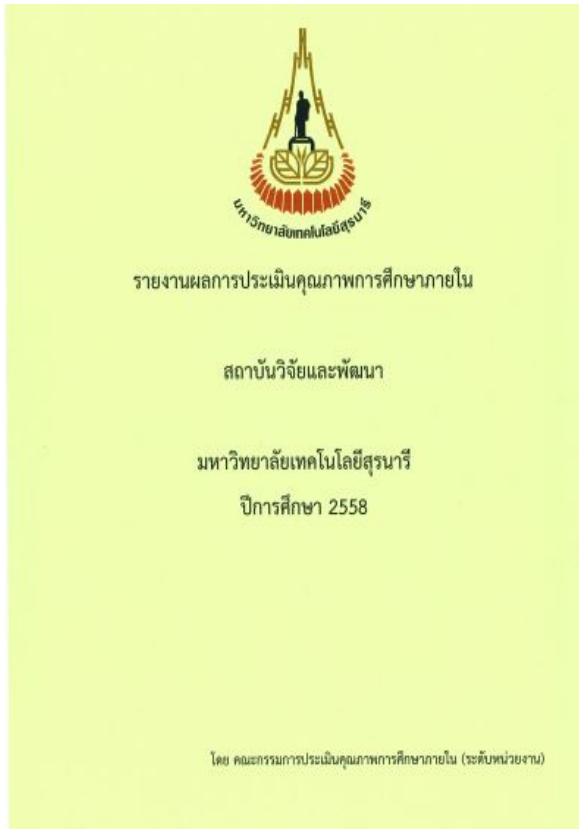 มหาวิทยาลัยเทคโนโลยีสุรนารี
รายงานผลการประเมินคุณภาพการศึกษาภายใน
สถาบันวิจัยและพัฒนา
มหาวิทยาลัยเทคโนโลยีสุรนารี
ปีการศึกษา 2558
โดย คณะกรรมการประเมินคุณภาพการศึกษาภายใน (ระดับหน่วยงาน)